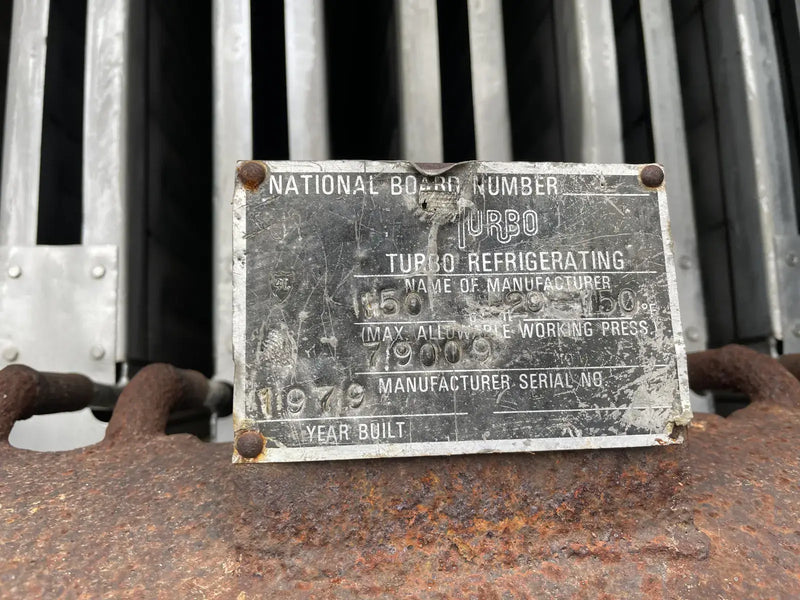 NATIONAL BOARD NUMBER
TURBO
TURBO REFRIGERATING
NAME OF MANUFACTURER
150 -20 150 °F
(MAX. ALLOWABLE WORKING PRESS.)
79009
MANUFACTURER SERIAL NO.
1979
YEAR BUILT